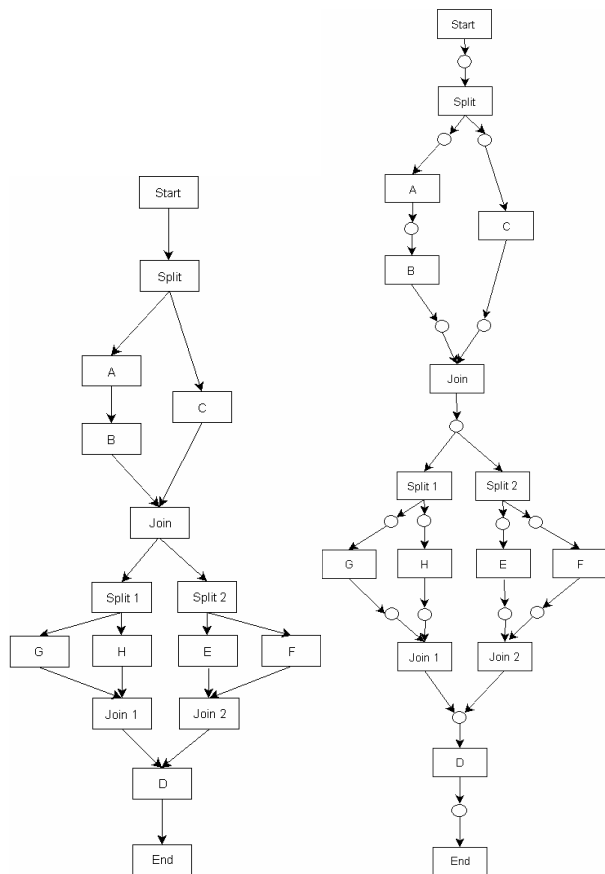 Start
Split
A
C
B
Join
Split 1
Split 2
G
H
E
F
Join 1
Join 2
D
End
Start
Split
A
C
B
Join
Split 1
Split 2
G
H
E
F
Join 1
Join 2
D
End